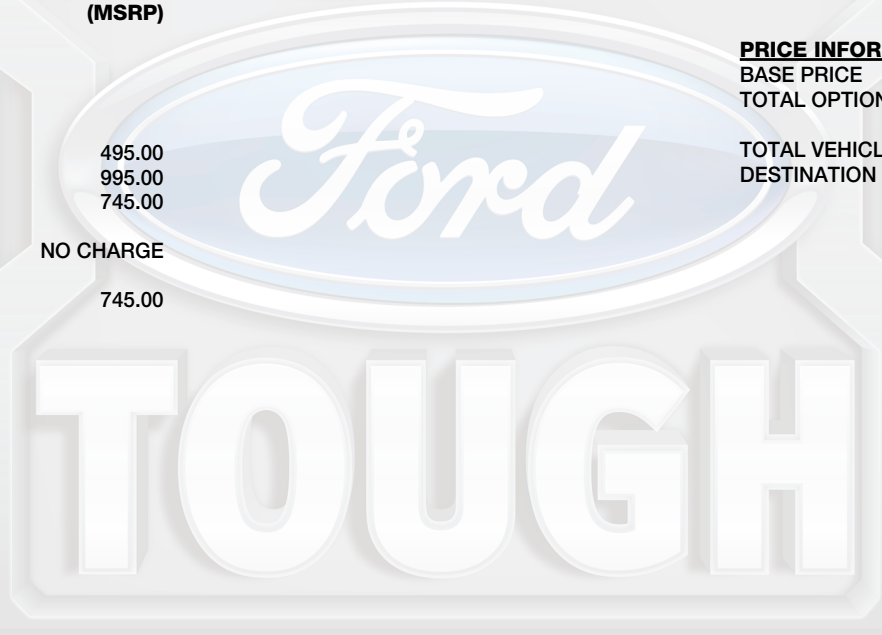 (MSRP)
495.00
995.00
745.00
NO CHARGE
745.00
PRICE INFOR
BASE PRICE
TOTAL OPTION
TOTAL VEHICL
DESTINATION
Ford
TOUGH